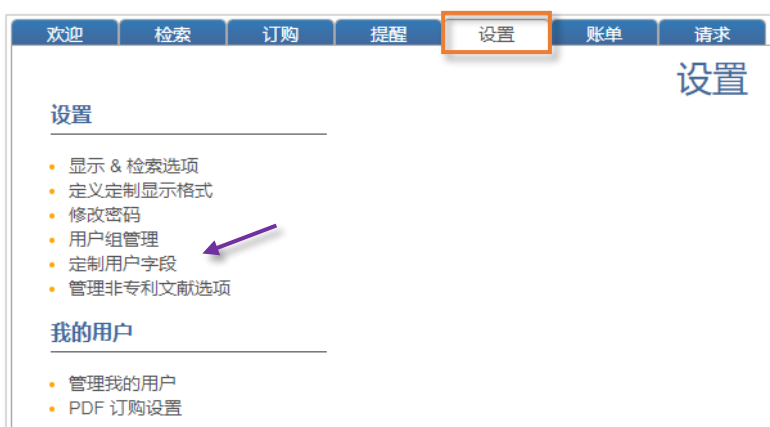 欢迎 检索 订购 提醒 设置 账单 请求
设置
设置
显示 & 检索选项
定义定制显示格式
修改密码
用户组管理
定制用户字段
管理非专利文献选项
我的用户
管理我的用户
PDF 订购设置